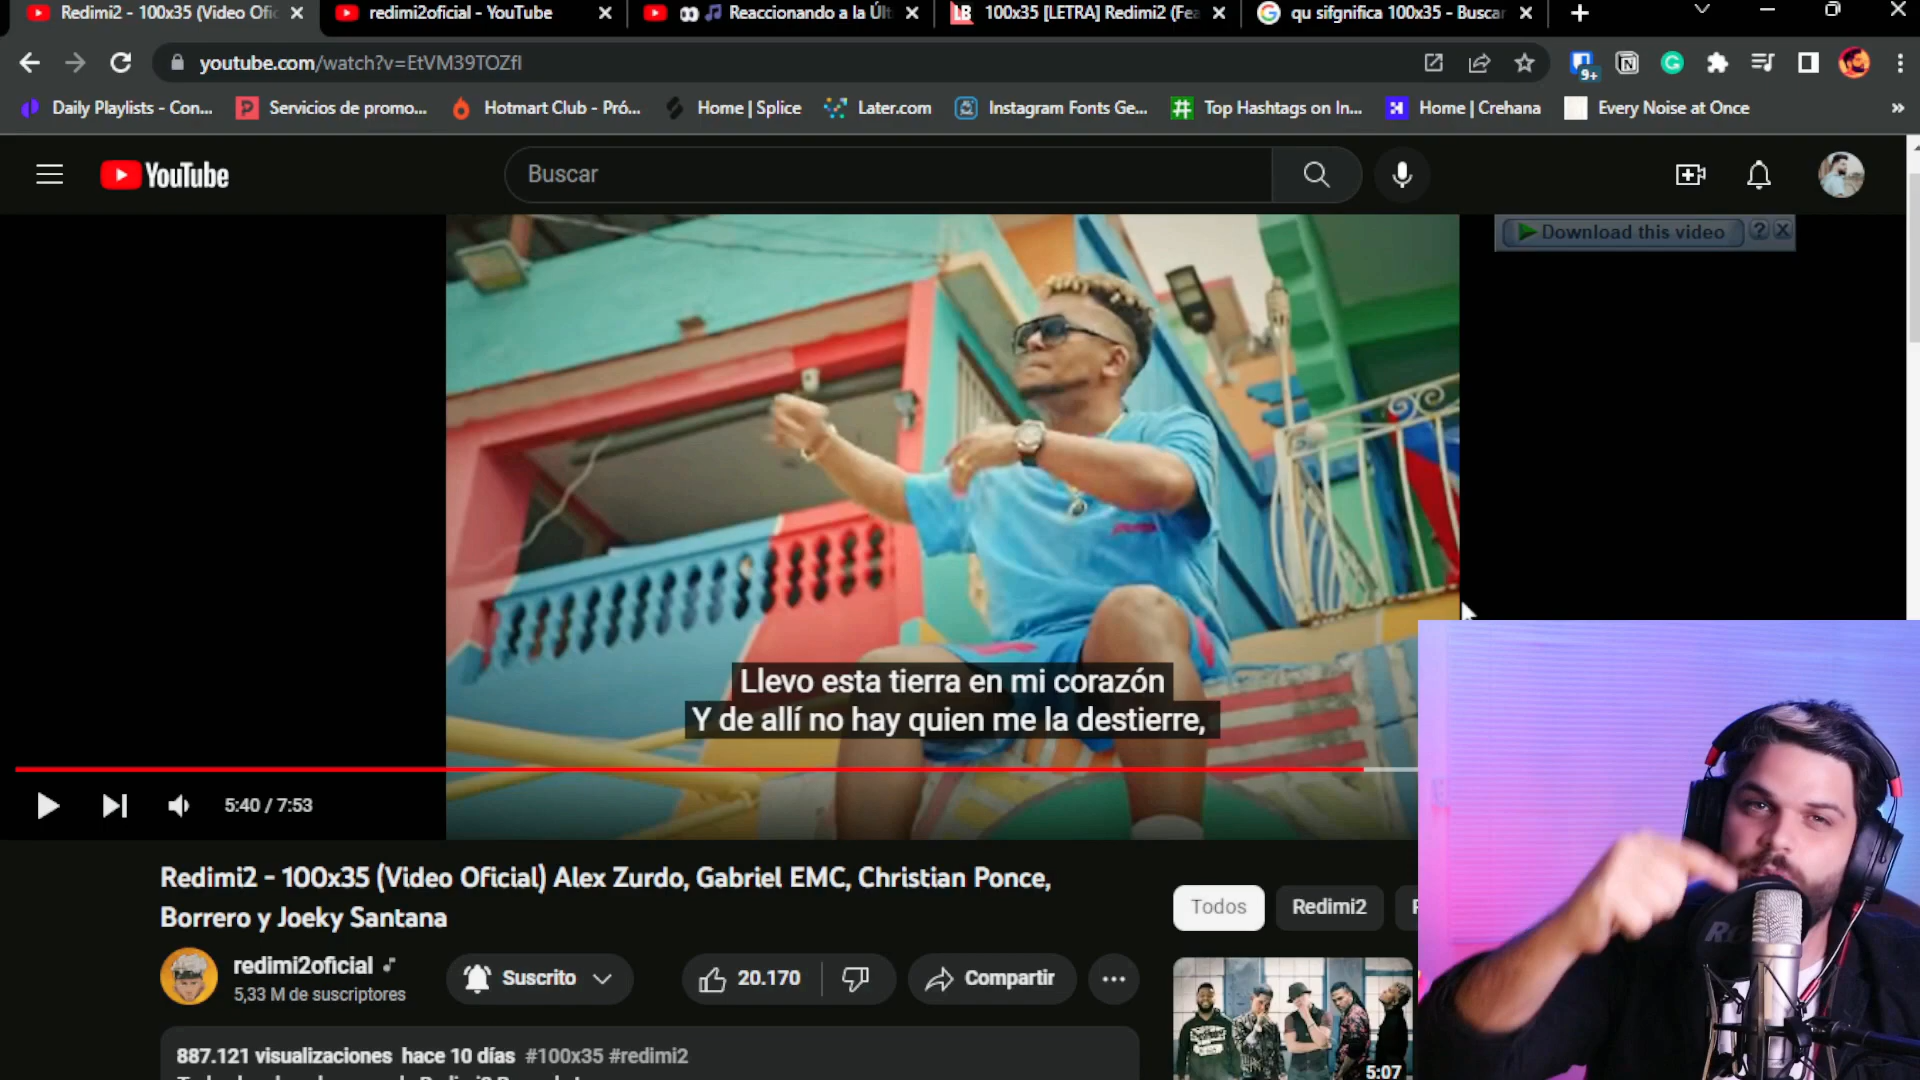 Redimi2 - 100x35 (Video Ofic
redimi2oficial - YouTube
Reaccionando a la Últ
100x35 [LETRA] Redimi2 (Fea
qu sifgnifica 100x35 - Buscar
youtube.com/watch?v=EtVM39TOZfI
9+
Daily Playlists - Con...
Servicios de promo...
Hotmart Club - Pró...
Home | Splice
Later.com
Instagram Fonts Ge...
Top Hashtags on In...
Home | Crehana
Every Noise at Once
»
YouTube
Buscar
Download this video
?
X
Llevo esta tierra en mi corazón
Y de allí no hay quien me la destierre,
5:40 / 7:53
Redimi2 - 100x35 (Video Oficial) Alex Zurdo, Gabriel EMC, Christian Ponce,
Borrero y Joeky Santana
Todos
Redimi2
redimi2oficial
5,33 M de suscriptores
Suscrito
20.170
Compartir
887.121 visualizaciones hace 10 días #100x35 #redimi2
5:07